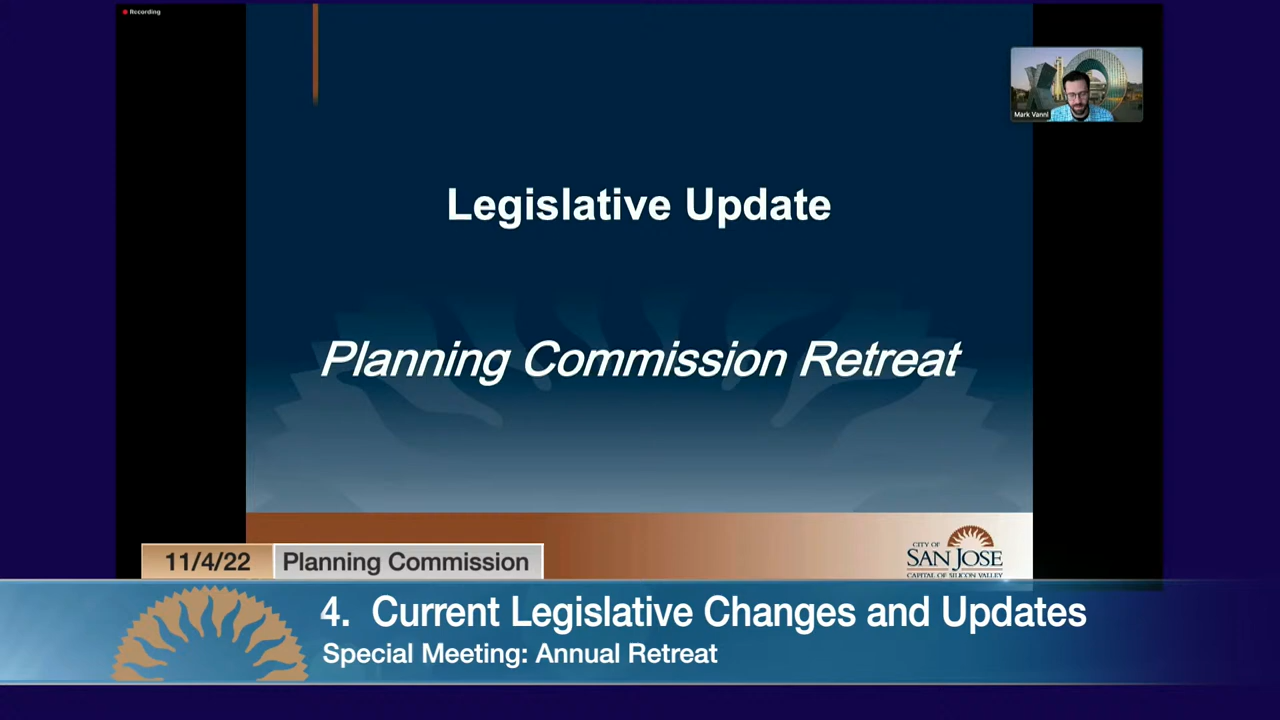 Recording
Mark Vanni
Legislative Update
Planning Commission Retreat
CITY OF
SAN JOSE
CAPITAL OF SILICON VALLEY
11/4/22
Planning Commission
4. Current Legislative Changes and Updates
Special Meeting: Annual Retreat